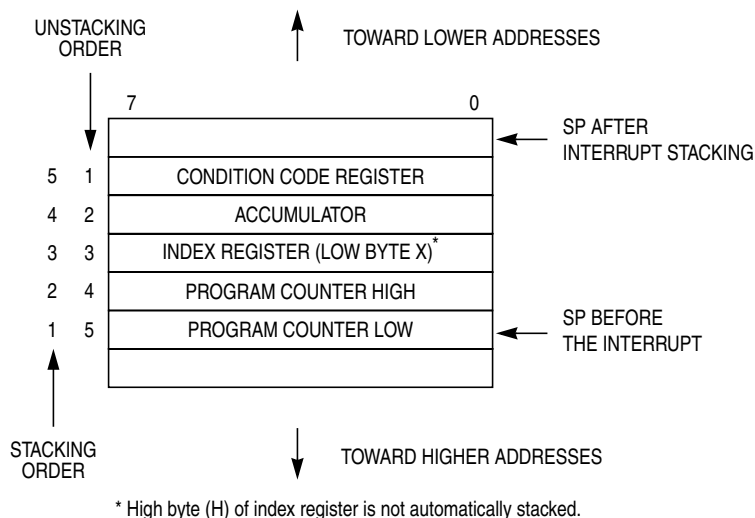 UNSTACKING
ORDER
TOWARD LOWER ADDRESSES
7 0
SP AFTER
INTERRUPT STACKING
5 1 CONDITION CODE REGISTER
4 2 ACCUMULATOR
3 3 INDEX REGISTER (LOW BYTE X)*
2 4 PROGRAM COUNTER HIGH
1 5 PROGRAM COUNTER LOW
SP BEFORE
THE INTERRUPT
STACKING
ORDER
TOWARD HIGHER ADDRESSES
* High byte (H) of index register is not automatically stacked.